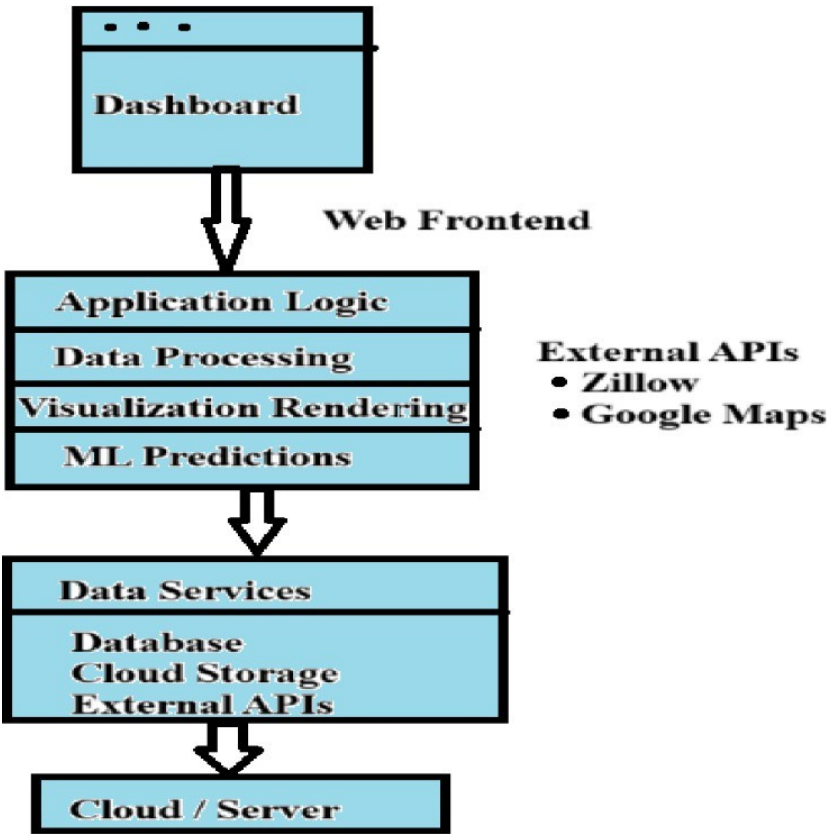 Dashboard
Web Frontend
Application Logic
Data Processing
Visualization Rendering
ML Predictions
External APIs
• Zillow
• Google Maps
Data Services
Database
Cloud Storage
External APIs
Cloud / Server